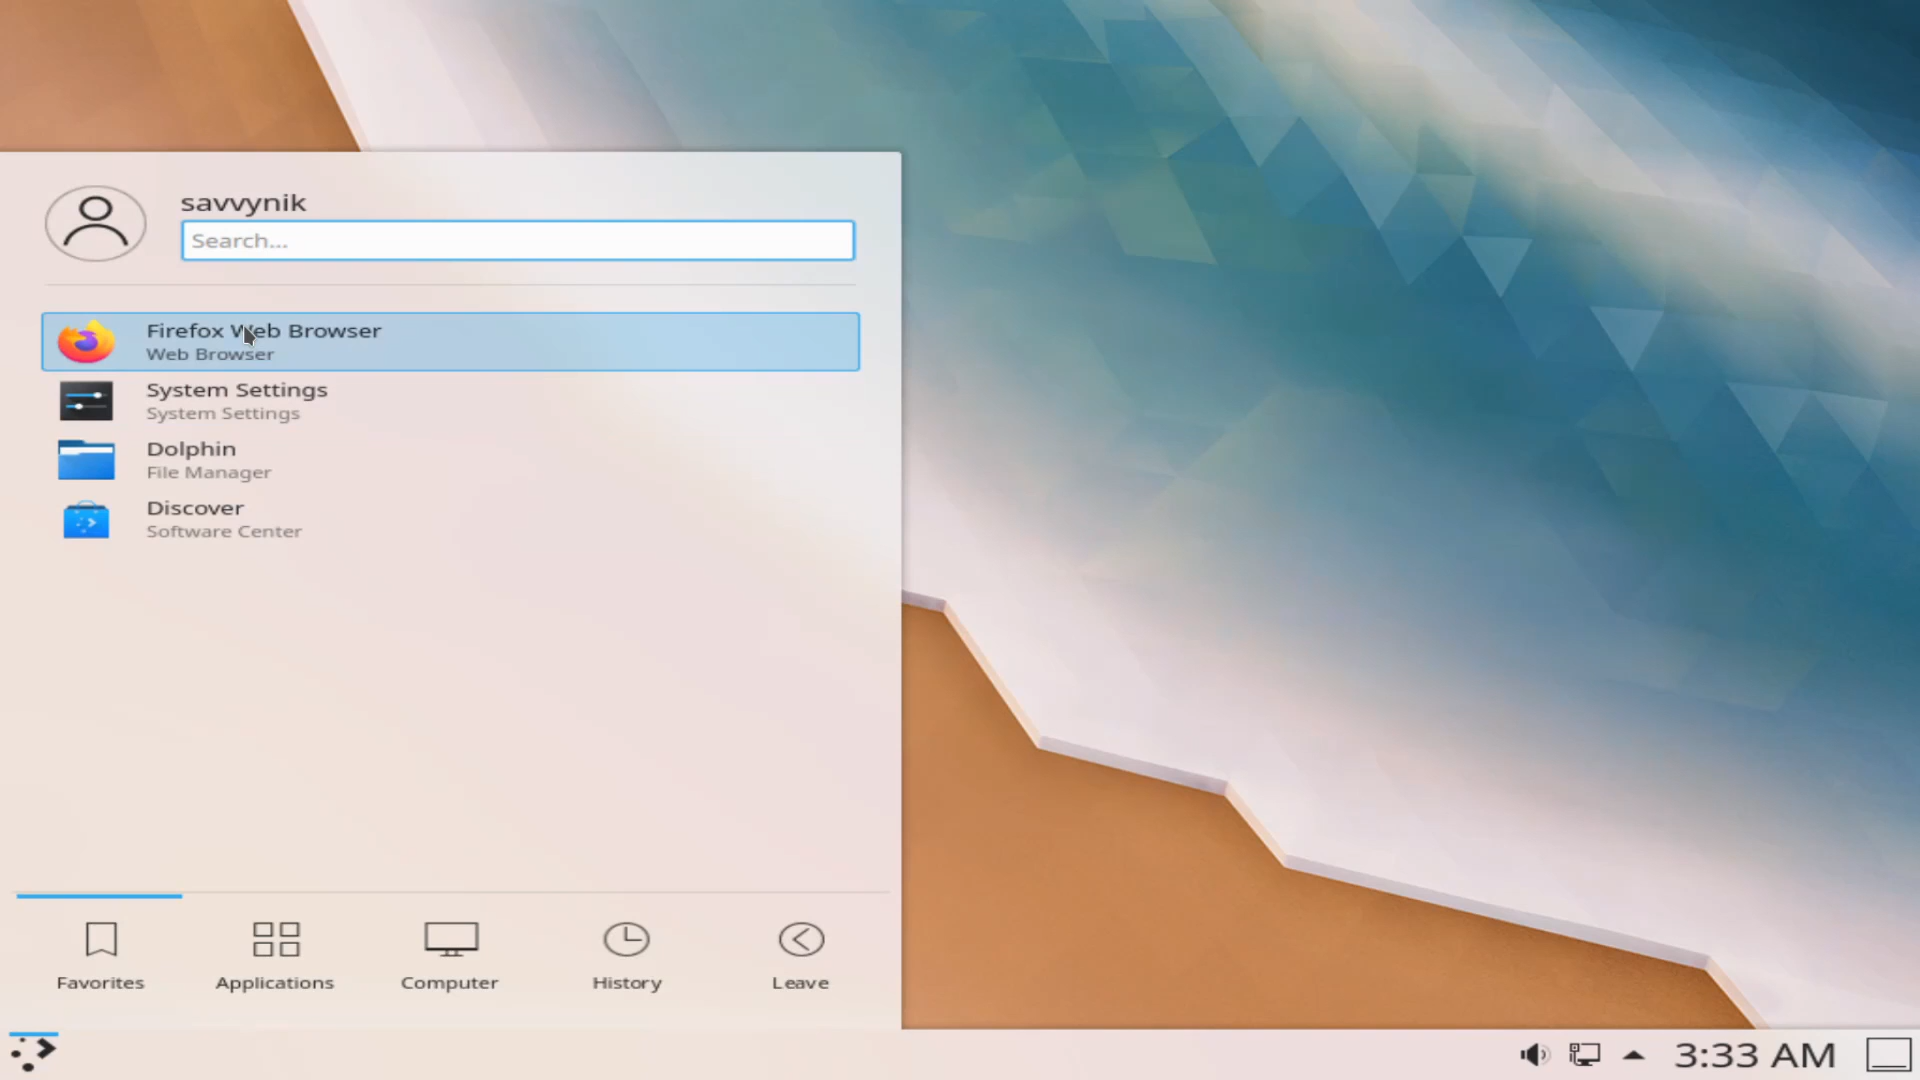 savvynik
Search...
Firefox Web Browser
Web Browser
System Settings
System Settings
Dolphin
File Manager
Discover
Software Center
Favorites
Applications
Computer
History
Leave
3:33 AM